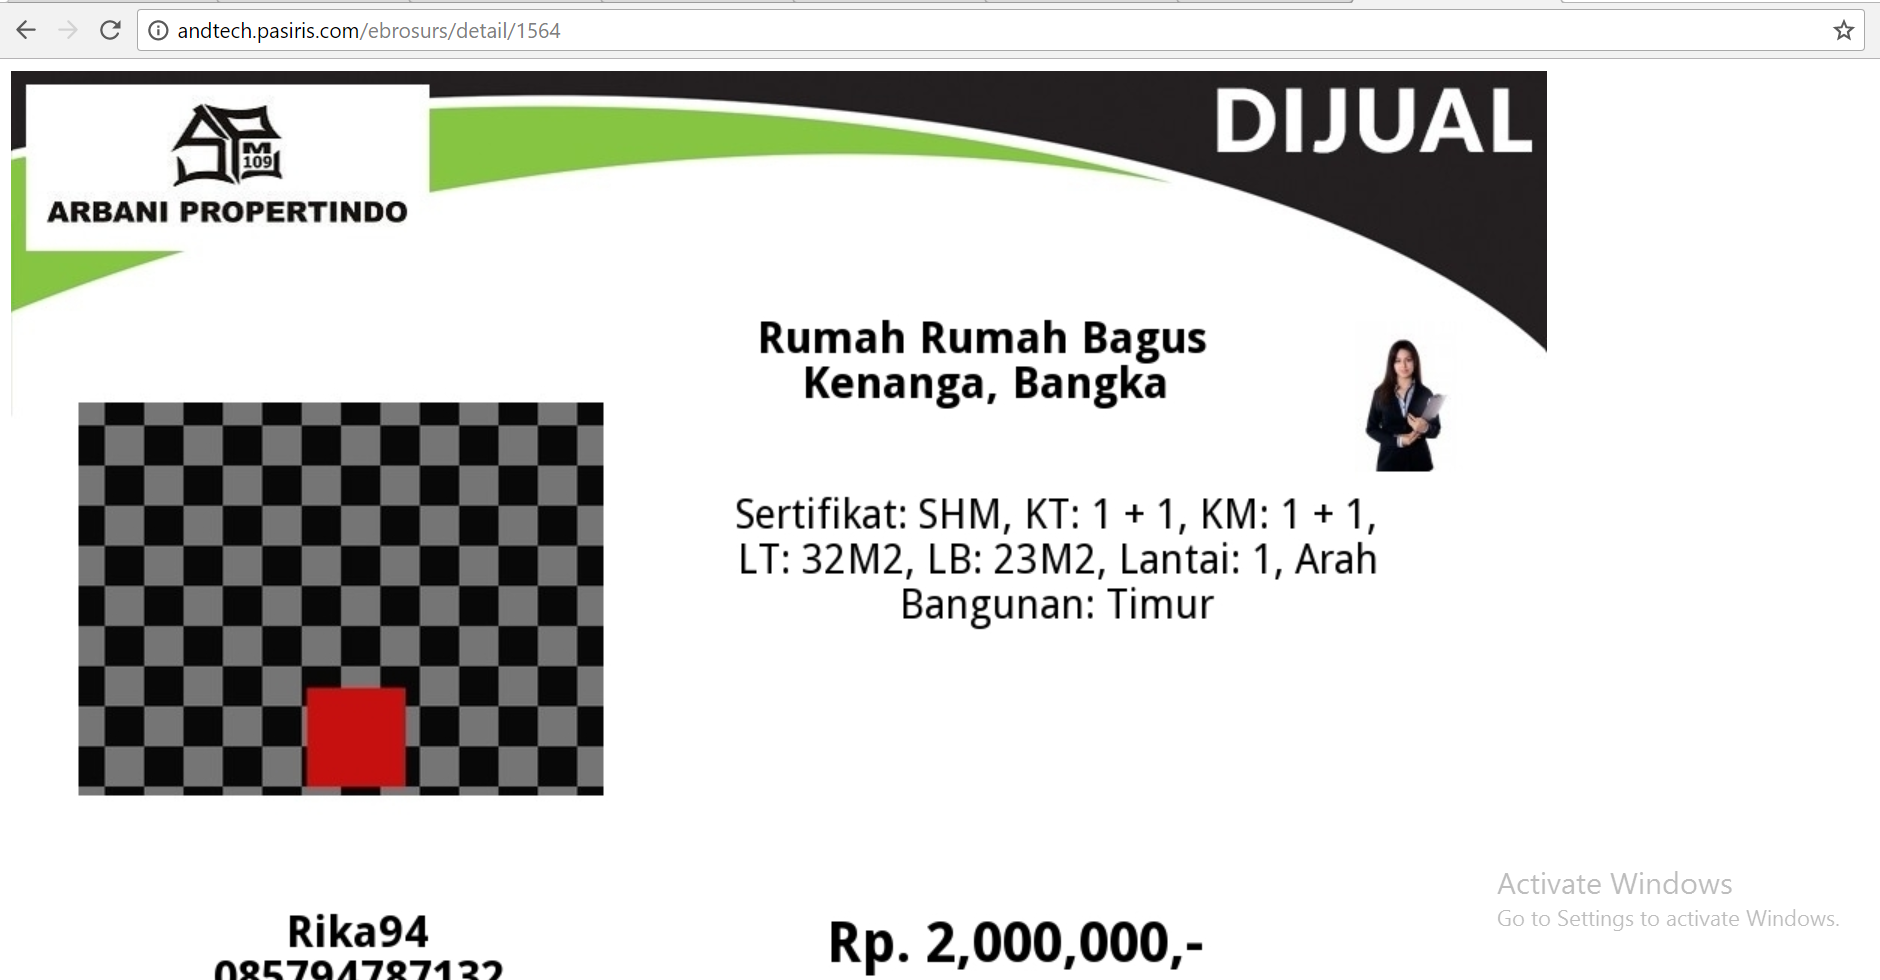 andtech.pasiris.com/ebrosurs/detail/1564
DIJUAL
M
109
ARBANI PROPERTINDO
Rumah Rumah Bagus
Kenanga, Bangka
Sertifikat: SHM, KT: 1 + 1, KM: 1 + 1,
LT: 32M2, LB: 23M2, Lantai: 1, Arah
Bangunan: Timur
Rika94
085794787132
Rp. 2,000,000,-
Activate Windows
Go to Settings to activate Windows.